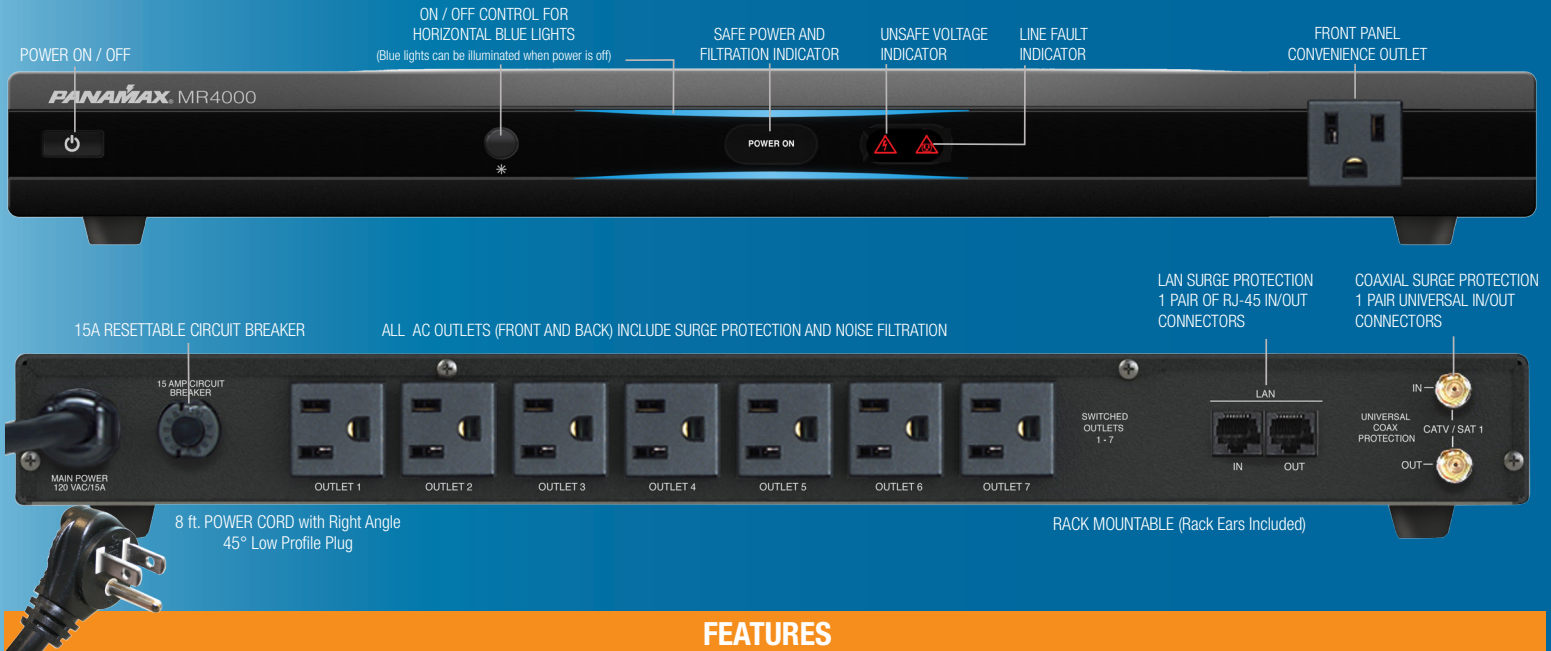 POWER ON / OFF
ON / OFF CONTROL FOR
HORIZONTAL BLUE LIGHTS
(Blue lights can be illuminated when power is off)
SAFE POWER AND
FILTRATION INDICATOR
UNSAFE VOLTAGE
INDICATOR
LINE FAULT
INDICATOR
FRONT PANEL
CONVENIENCE OUTLET
PANAMAX® MR4000
POWER ON
15A RESETTABLE CIRCUIT BREAKER
ALL AC OUTLETS (FRONT AND BACK) INCLUDE SURGE PROTECTION AND NOISE FILTRATION
LAN SURGE PROTECTION
1 PAIR OF RJ-45 IN/OUT
CONNECTORS
COAXIAL SURGE PROTECTION
1 PAIR UNIVERSAL IN/OUT
CONNECTORS
15 AMP CIRCUIT
BREAKER
MAIN POWER
120 VAC/15A
OUTLET 1
OUTLET 2
OUTLET 3
OUTLET 4
OUTLET 5
OUTLET 6
OUTLET 7
SWITCHED
OUTLETS
1 - 7
LAN
IN
OUT
UNIVERSAL
COAX
PROTECTION
IN
CATV / SAT 1
OUT
8 ft. POWER CORD with Right Angle
45° Low Profile Plug
RACK MOUNTABLE (Rack Ears Included)
FEATURES